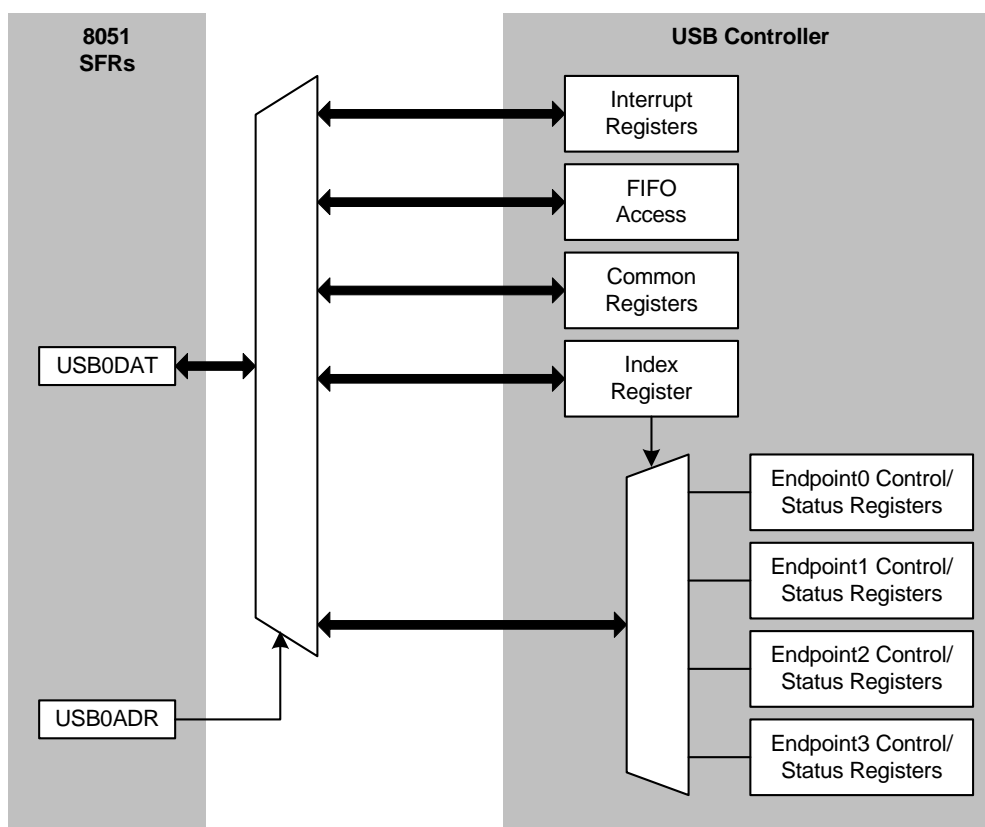 8051
SFRs
USB Controller
Interrupt
Registers
FIFO
Access
Common
Registers
USB0DAT
Index
Register
Endpoint0 Control/
Status Registers
Endpoint1 Control/
Status Registers
Endpoint2 Control/
Status Registers
USB0ADR
Endpoint3 Control/
Status Registers